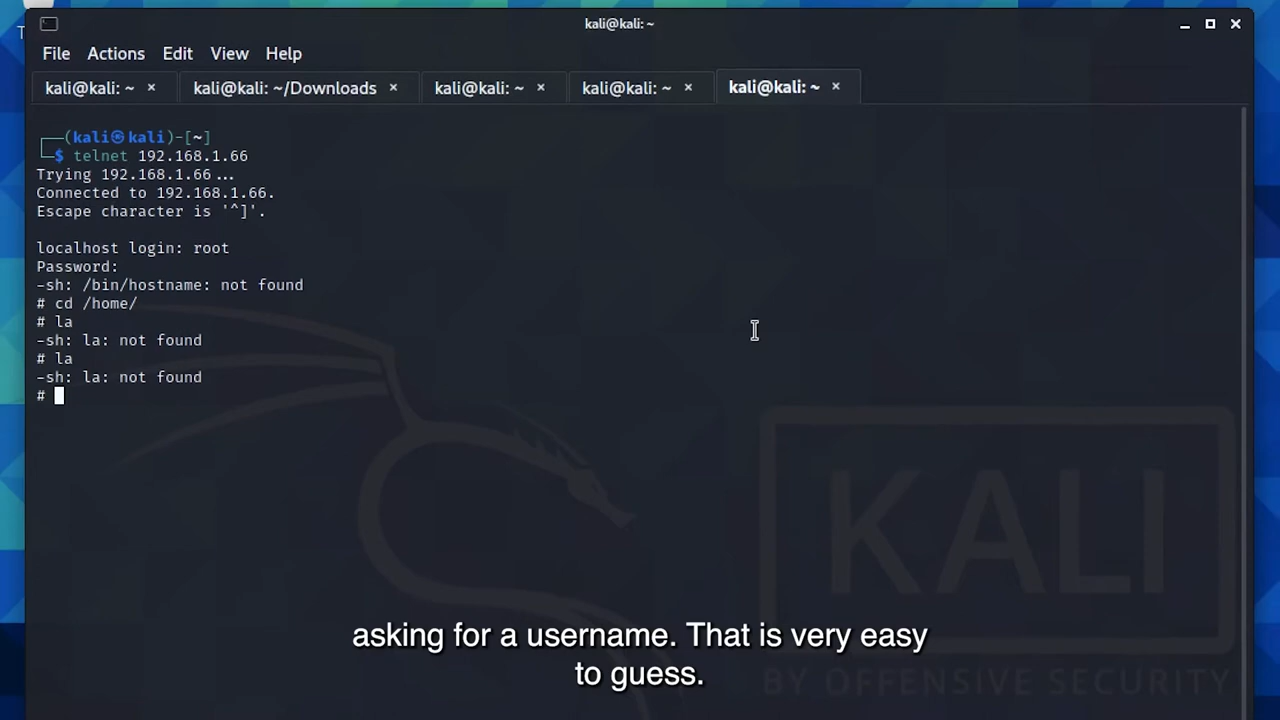 kali@kali: ~
File Actions Edit View Help
kali@kali: ~ × kali@kali: ~/Downloads × kali@kali: ~ × kali@kali: ~ × kali@kali: ~ ×
┌──(kali㉿kali)-[~]
└─$ telnet 192.168.1.66
Trying 192.168.1.66...
Connected to 192.168.1.66.
Escape character is '^]'.
localhost login: root
Password:
-sh: /bin/hostname: not found
# cd /home/
# la
-sh: la: not found
# la
-sh: la: not found
#
KALI
BY OFFENSIVE SECURITY
asking for a username. That is very easy
to guess.